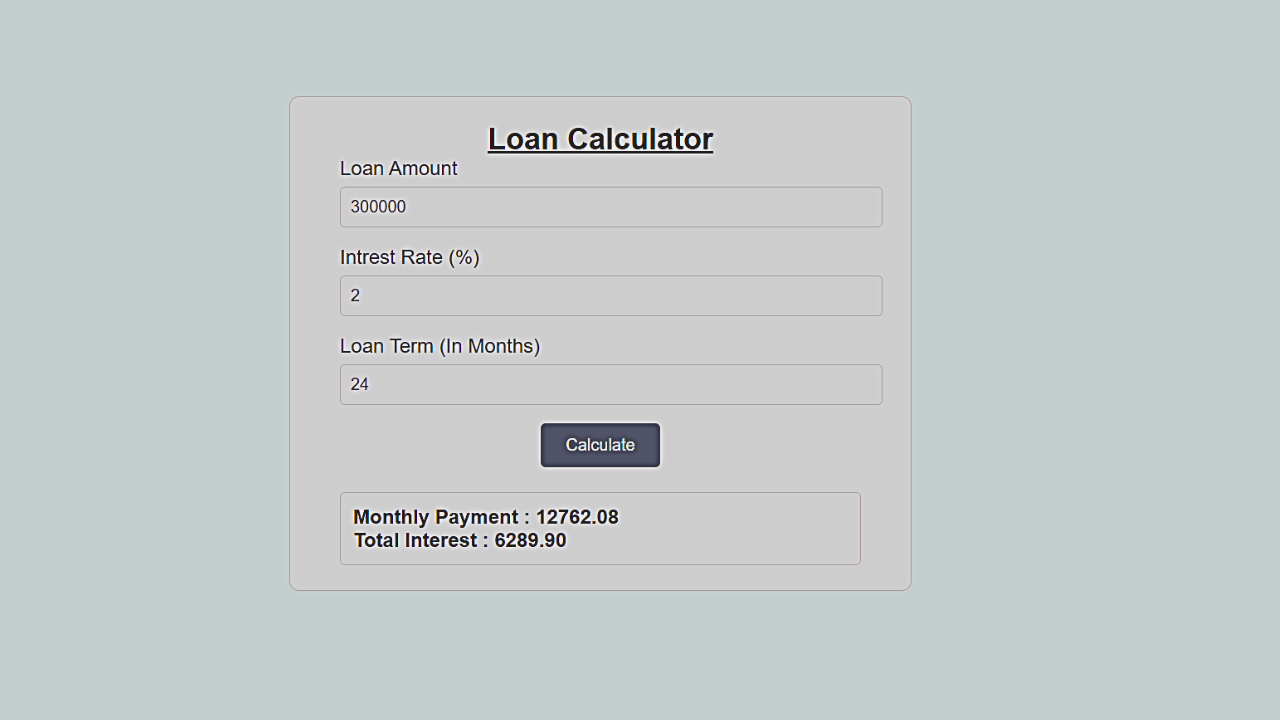 Loan Calculator
Loan Amount
300000
Intrest Rate (%)
2
Loan Term (In Months)
24
Calculate
Monthly Payment : 12762.08
Total Interest : 6289.90